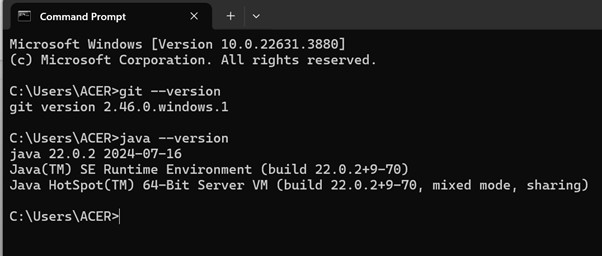 Command Prompt
Microsoft Windows [Version 10.0.22631.3880]
(c) Microsoft Corporation. All rights reserved.
C:\Users\ACER>git --version
git version 2.46.0.windows.1
C:\Users\ACER>java --version
java 22.0.2 2024-07-16
Java(TM) SE Runtime Environment (build 22.0.2+9-70)
Java HotSpot(TM) 64-Bit Server VM (build 22.0.2+9-70, mixed mode, sharing)
C:\Users\ACER>